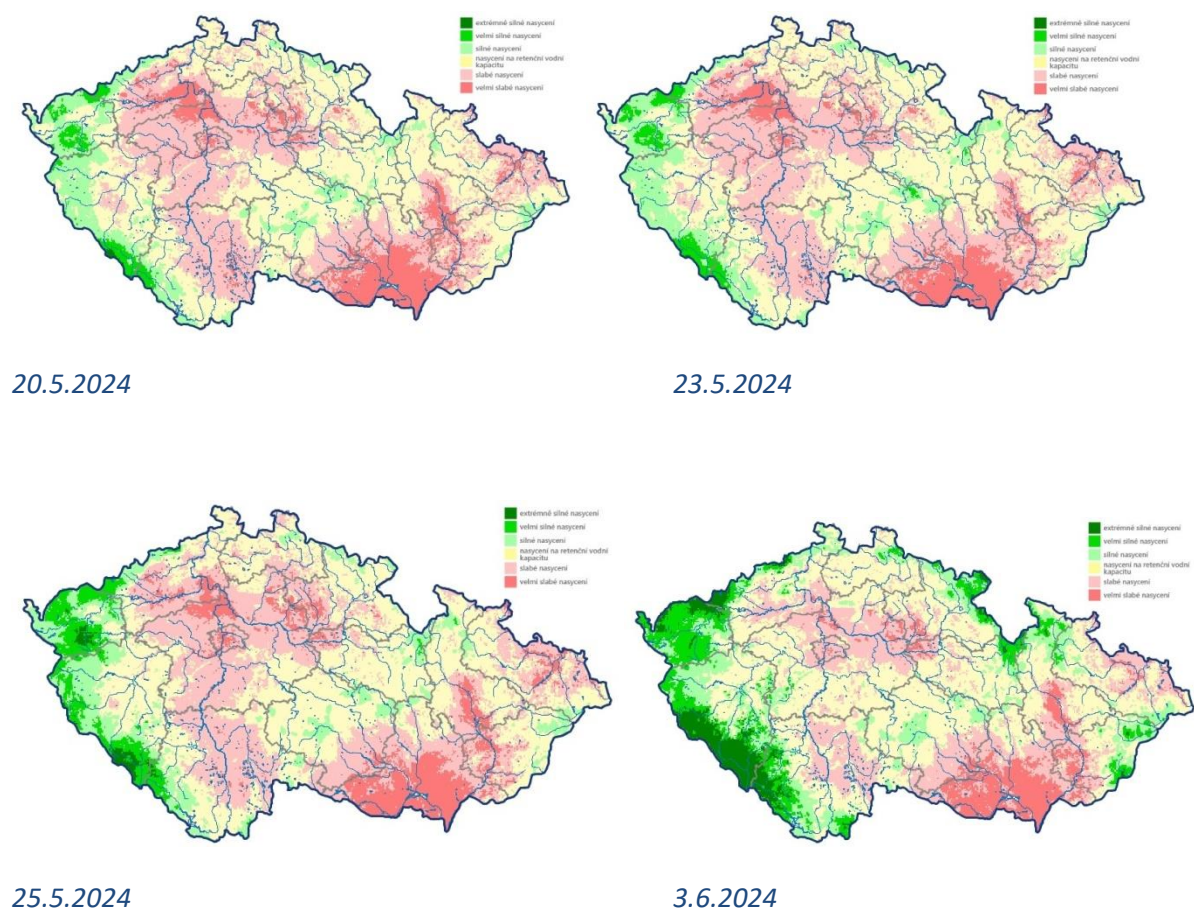 extrémně silné nasycení
velmi silné nasycení
silné nasycení
nasycení na retenční vodní
kapacitu
slabé nasycení
velmi slabé nasycení
extrémně silné nasycení
velmi silné nasycení
silné nasycení
nasycení na retenční vodní
kapacitu
slabé nasycení
velmi slabé nasycení
20.5.2024
23.5.2024
extrémně silné nasycení
velmi silné nasycení
silné nasycení
nasycení na retenční vodní
kapacitu
slabé nasycení
velmi slabé nasycení
extrémně silné nasycení
velmi silné nasycení
silné nasycení
nasycení na retenční vodní
kapacitu
slabé nasycení
velmi slabé nasycení
25.5.2024
3.6.2024